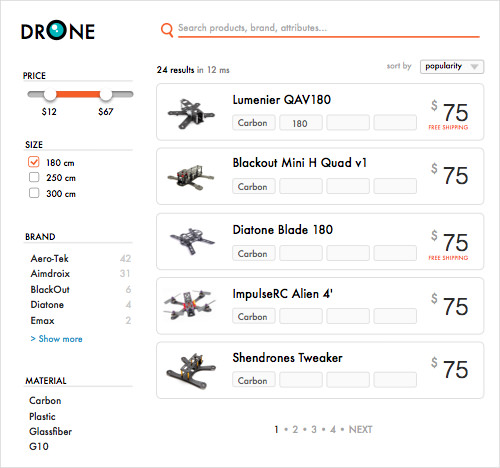 DRONE
Search products, brand, attributes...
PRICE
$12 $67
SIZE
180 cm
250 cm
300 cm
BRAND
Aero-Tek 42
Aimdroix 31
BlackOut 6
Diatone 4
Emax 2
> Show more
MATERIAL
Carbon
Plastic
Glassfiber
G10
24 results in 12 ms
sort by popularity
Lumenier QAV180
Carbon 180
$ 75
FREE SHIPPING
Blackout Mini H Quad v1
Carbon
$ 75
Diatone Blade 180
Carbon
$ 75
FREE SHIPPING
ImpulseRC Alien 4'
Carbon
$ 75
Shendrones Tweaker
Carbon
$ 75
1 • 2 • 3 • 4 • NEXT